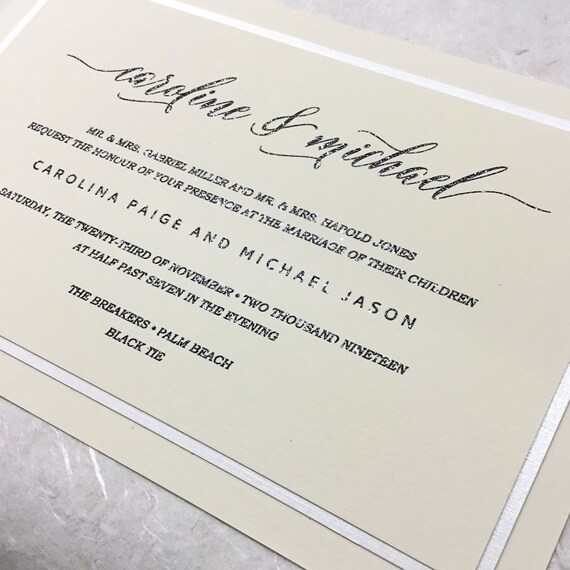 caroline & michael
MR. & MRS. GABRIEL MILLER AND MR. & MRS. HAROLD JONES
REQUEST THE HONOUR OF YOUR PRESENCE AT THE MARRIAGE OF THEIR CHILDREN
CAROLINA PAIGE AND MICHAEL JASON
SATURDAY, THE TWENTY-THIRD OF NOVEMBER • TWO THOUSAND NINETEEN
AT HALF PAST SEVEN IN THE EVENING
THE BREAKERS • PALM BEACH
BLACK TIE